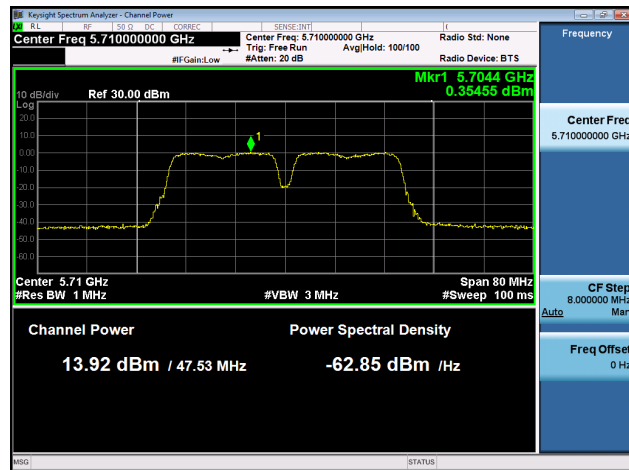 Keysight Spectrum Analyzer - Channel Power
RL RF 50 Ω DC CORREC SENSE:INT
Center Freq 5.710000000 GHz
Center Freq: 5.710000000 GHz
Radio Std: None
Trig: Free Run Avg|Hold: 100/100
#IFGain:Low
#Atten: 20 dB
Radio Device: BTS
Mkr1 5.7044 GHz
0.35455 dBm
10 dB/div Ref 30.00 dBm
Log
20.0
10.0
0.00
-10.0
-20.0
-30.0
-40.0
-50.0
-60.0
1
Center 5.71 GHz
Span 80 MHz
#Res BW 1 MHz
#VBW 3 MHz
#Sweep 100 ms
Channel Power
Power Spectral Density
13.92 dBm / 47.53 MHz
-62.85 dBm /Hz
MSG
STATUS
Frequency
Center Freq
5.710000000 GHz
CF Step
8.000000 MHz
Auto Man
Freq Offset
0 Hz